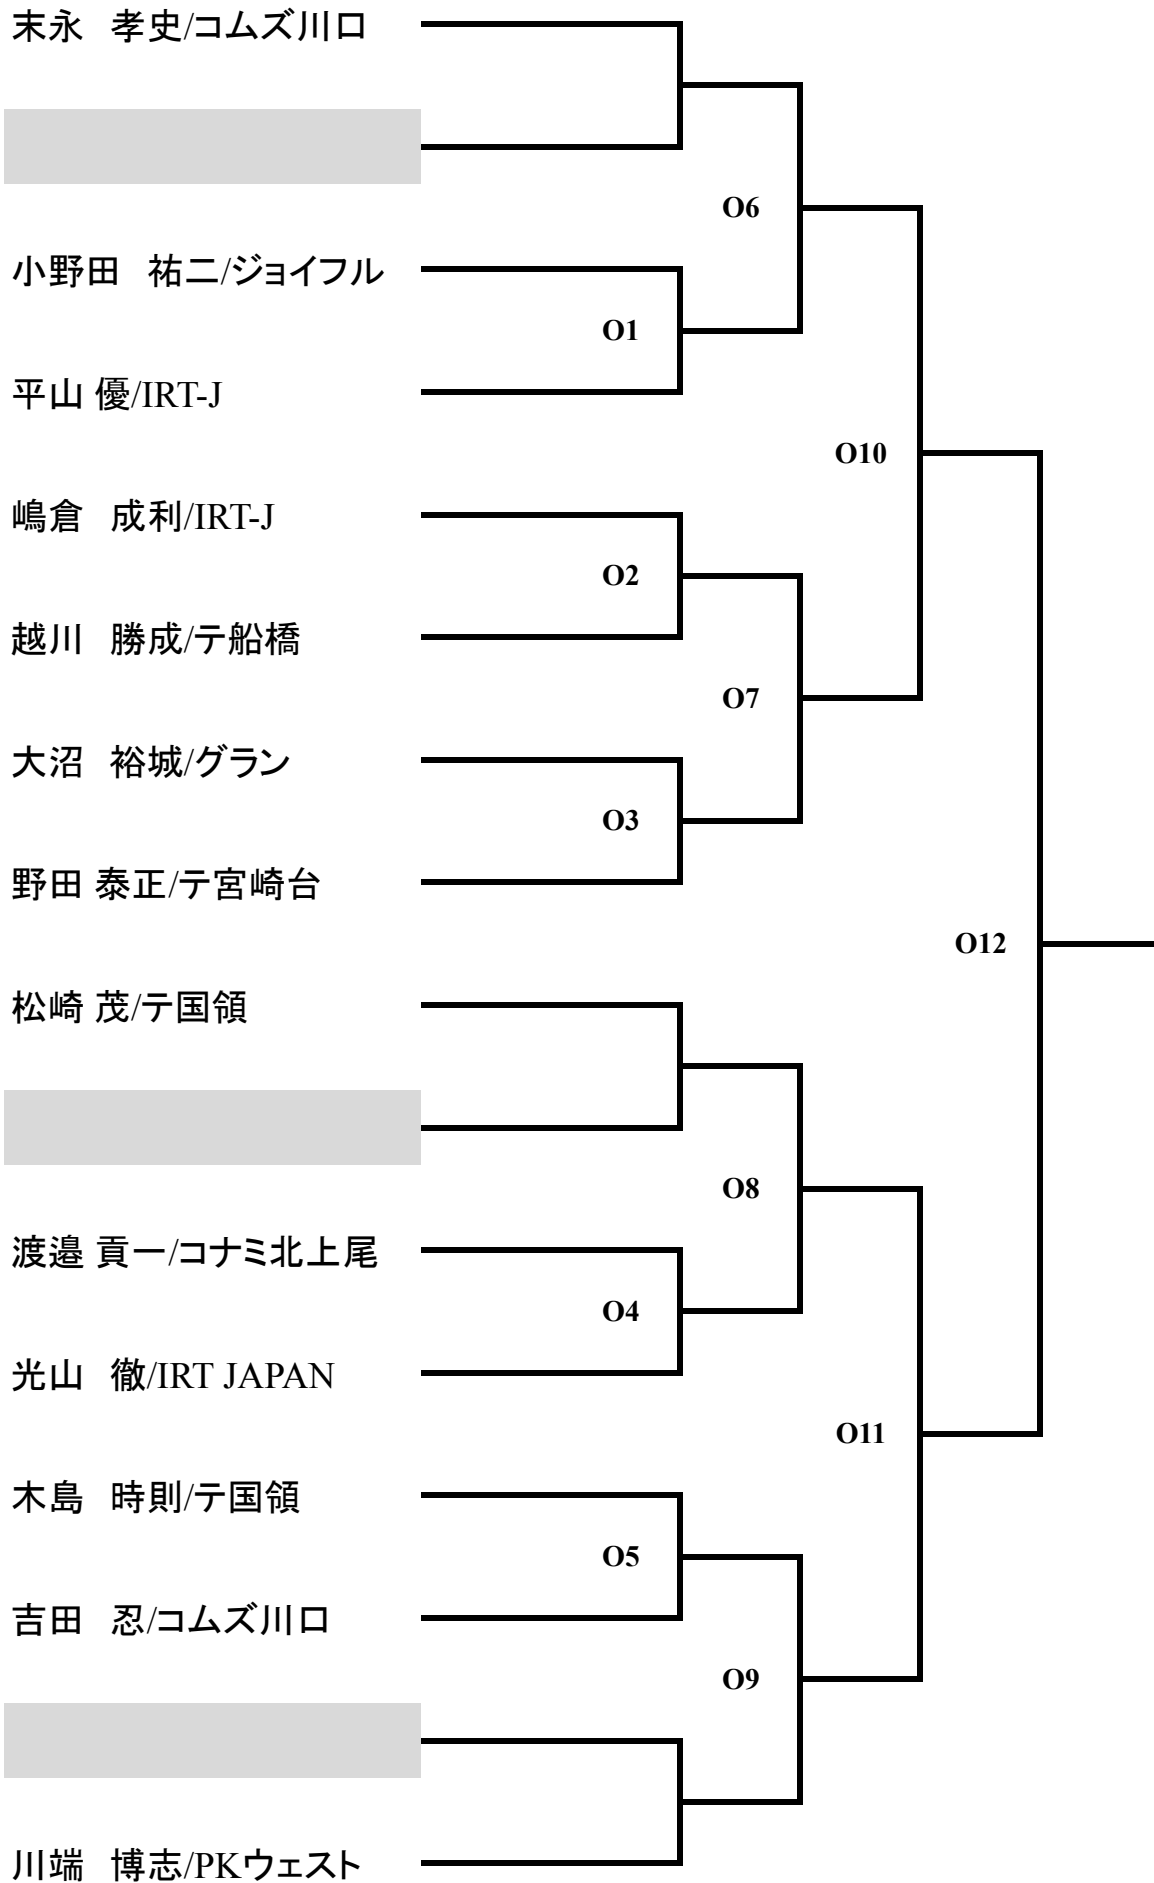 末永　孝史/コムズ川口
O6
小野田　祐二/ジョイフル
O1
平山 優/IRT-J
O10
嶋倉　成利/IRT-J
O2
越川　勝成/テ船橋
O7
大沼　裕城/グラン
O3
野田 泰正/テ宮崎台
O12
松崎 茂/テ国領
O8
渡邉 貢一/コナミ北上尾
O4
光山　徹/IRT JAPAN
O11
木島　時則/テ国領
O5
吉田　忍/コムズ川口
O9
川端　博志/PKウェスト